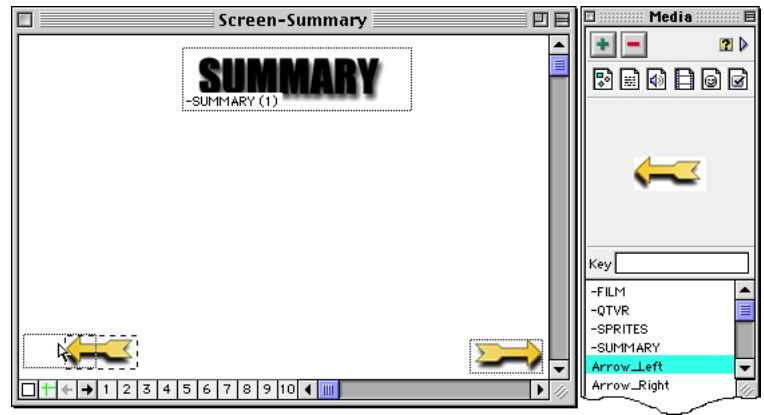 Screen-Summary
SUMMARY
-SUMMARY (1)
1 2 3 4 5 6 7 8 9 10
Media
?
Key
-FILM
-QTVR
-SPRITES
-SUMMARY
Arrow_Left
Arrow_Right